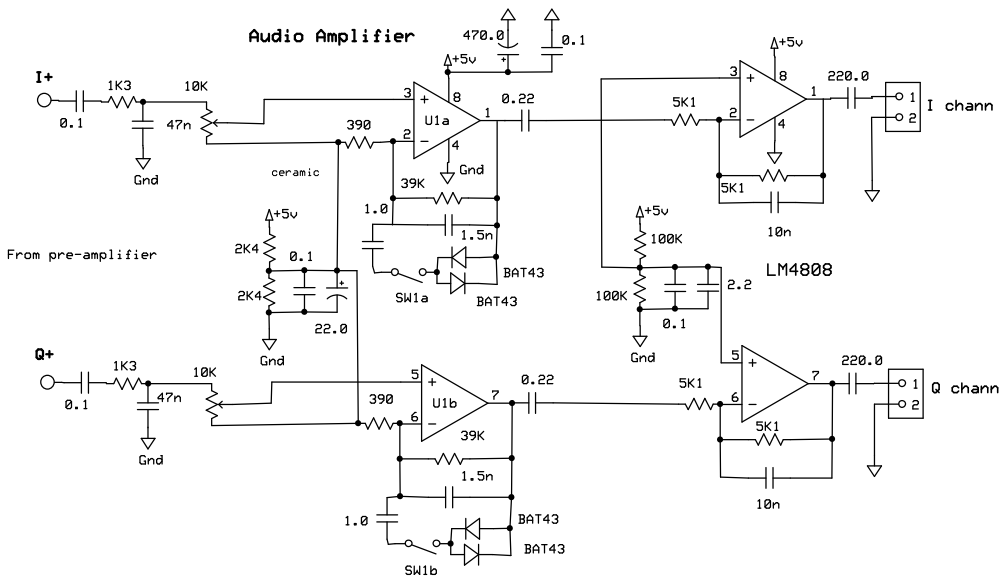 Audio Amplifier
470.0
0.1
+5v
+5v
I+
1K3
10K
3
8
1
0.22
3
8
1
220.0
1
I chann
2
0.1
47n
390
U1a
5K1
2
4
2
4
Gnd
ceramic
Gnd
39K
5K1
1.0
1.5n
10n
+5v
+5v
2K4
0.1
100K
From pre-amplifier
BAT43
LM4808
SW1a
BAT43
2K4
100K
2.2
22.0
0.1
Gnd
Gnd
Q+
1K3
10K
5
7
0.22
5
7
220.0
1
Q chann
2
0.1
47n
390
U1b
5K1
6
6
39K
5K1
Gnd
1.5n
10n
1.0
BAT43
BAT43
SW1b